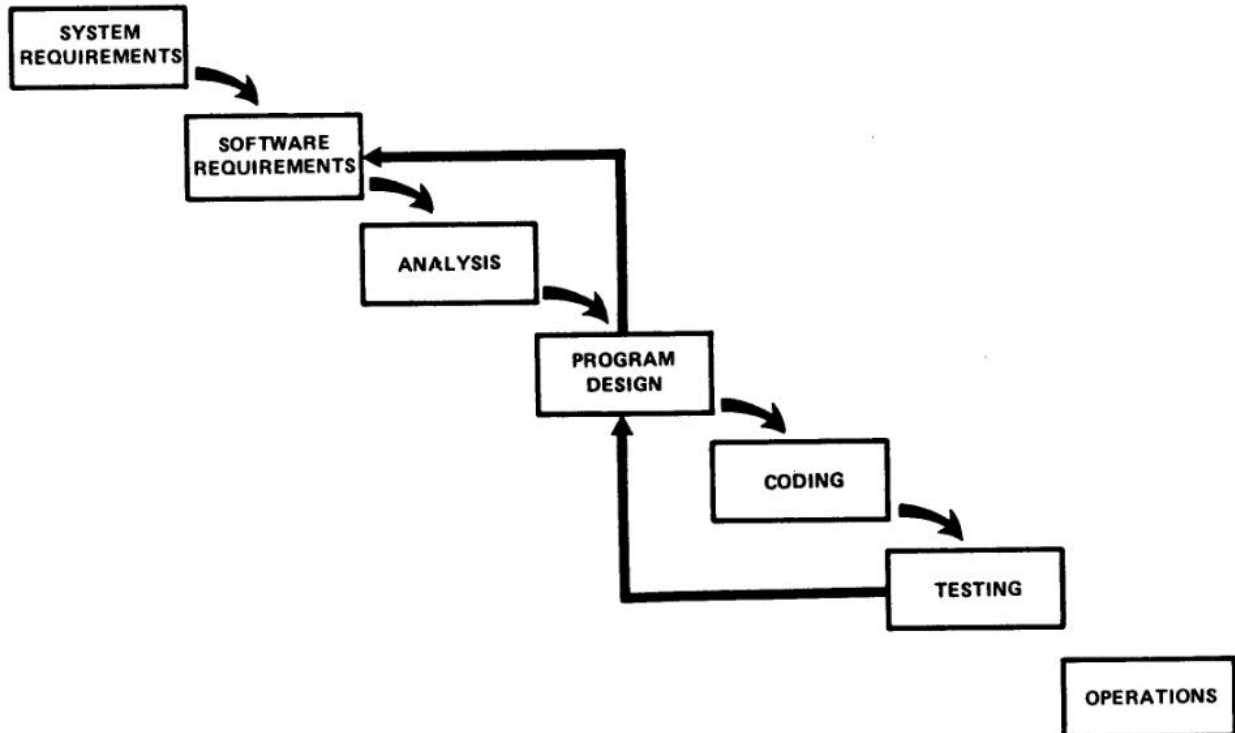 SYSTEM
REQUIREMENTS
SOFTWARE
REQUIREMENTS
ANALYSIS
PROGRAM
DESIGN
CODING
TESTING
OPERATIONS